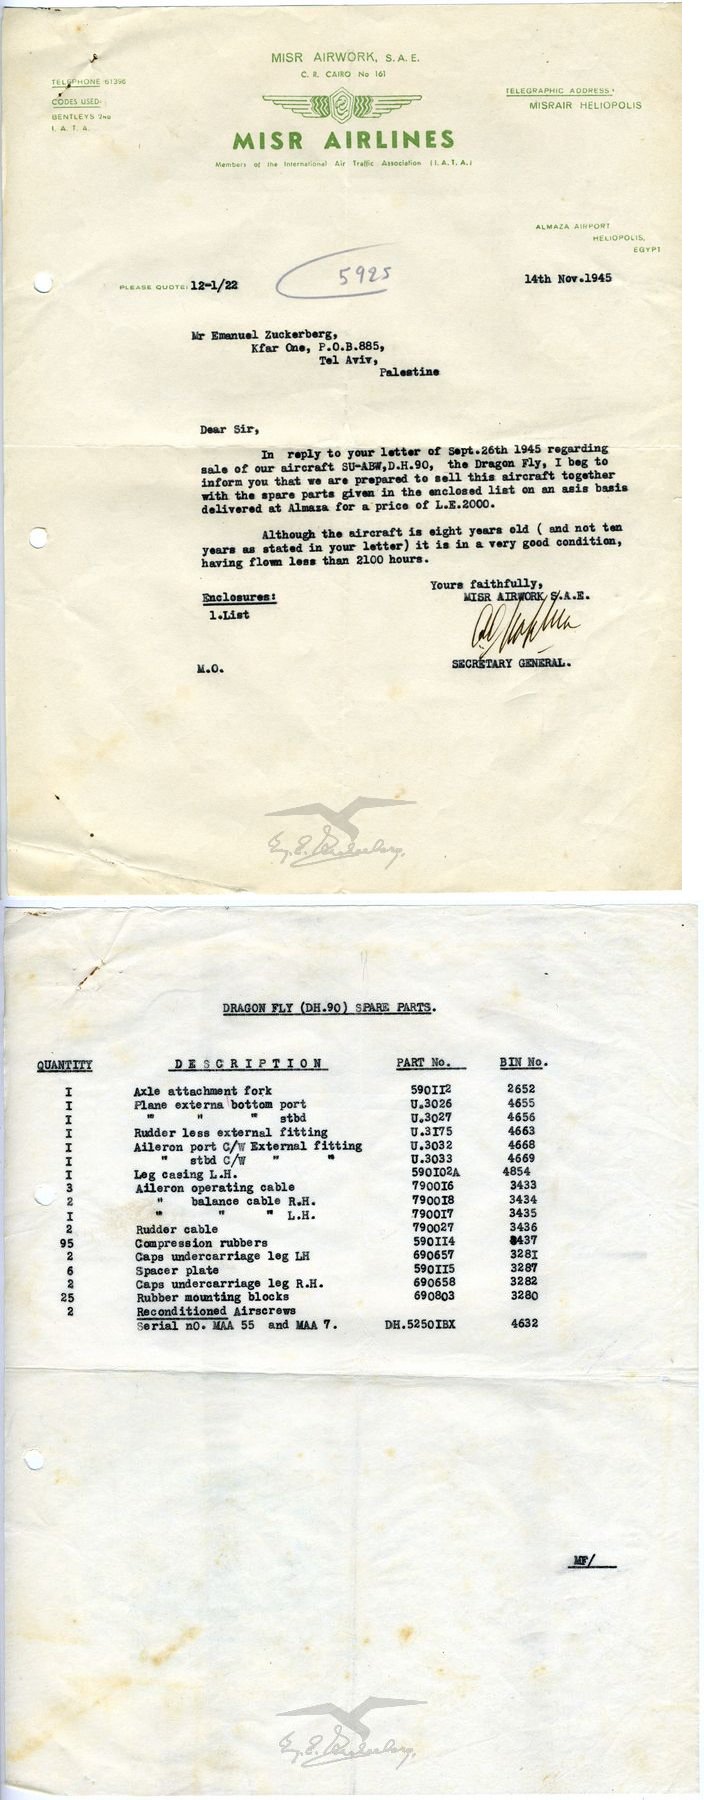 MISR AIRWORK, S.A.E.
C. R. CAIRO No 161
TELEPHONE 61396
CODES USED:
BENTLEYS 2ND
I. A. T. A.
TELEGRAPHIC ADDRESS:
MISRAIR HELIOPOLIS
MISR AIRLINES
Members of the International Air Traffic Association (I.A.T.A.)
ALMAZA AIRPORT
HELIOPOLIS,
EGYPT
PLEASE QUOTE: 12-1/22
5925
14th Nov.1945
Mr Emanuel Zuckerberg,
Kfar One, P.O.B.885,
Tel Aviv,
Palestine
Dear Sir,
In reply to your letter of Sept.26th 1945 regarding
sale of our aircraft SU-ABW,D.H.90, the Dragon Fly, I beg to
inform you that we are prepared to sell this aircraft together
with the spare parts given in the enclosed list on an asis basis
delivered at Almaza for a price of L.E.2000.
Although the aircraft is eight years old ( and not ten
years as stated in your letter) it is in a very good condition,
having flown less than 2100 hours.
Yours faithfully,
MISR AIRWORK S.A.E.
Enclosures:
1.List
SECRETARY GENERAL.
M.O.
DRAGON FLY (DH.90) SPARE PARTS.
QUANTITY DESCRIPTION PART No. BIN No.
I Axle attachment fork 590II2 2652
I Plane externa bottom port U.3026 4655
I " " " stbd U.3027 4656
I Rudder less external fitting U.3I75 4663
I Aileron port C/W External fitting U.3032 4668
I " stbd C/W " " U.3033 4669
I Leg casing L.H. 590I02A 4854
3 Aileron operating cable 7900I6 3433
2 " balance cable R.H. 7900I8 3434
I " " " L.H. 7900I7 3435
2 Rudder cable 790027 3436
95 Compression rubbers 590II4 3437
2 Caps undercarriage leg LH 690657 328I
6 Spacer plate 590II5 3287
2 Caps undercarriage leg R.H. 690658 3282
25 Rubber mounting blocks 690803 3280
2 Reconditioned Airscrews
Serial nO. MAA 55 and MAA 7. DH.5250IBX 4632
MF/